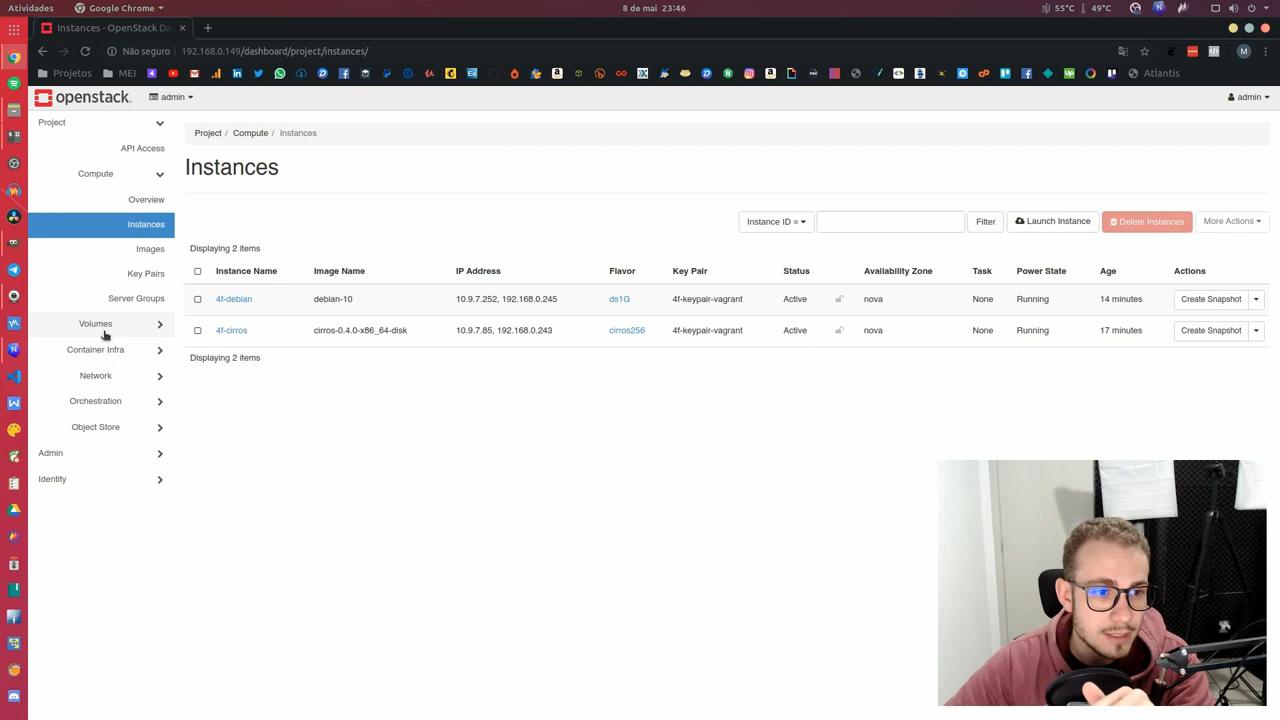 Atividades
Google Chrome
8 de mai 23:46
55°C
49°C
Instances - OpenStack Da
Não seguro
192.168.0.149/dashboard/project/instances/
M
Projetos
MEI
Atlantis
openstack.
admin
admin
Project
API Access
Compute
Overview
Instances
Images
Key Pairs
Server Groups
Volumes
Container Infra
Network
Orchestration
Object Store
Admin
Identity
Project / Compute / Instances
Instances
Instance ID =
Filter
Launch Instance
Delete Instances
More Actions
Displaying 2 items
Instance Name Image Name IP Address Flavor Key Pair Status Availability Zone Task Power State Age Actions
4f-debian debian-10 10.9.7.252, 192.168.0.245 ds1G 4f-keypair-vagrant Active nova None Running 14 minutes Create Snapshot
4f-cirros cirros-0.4.0-x86_64-disk 10.9.7.85, 192.168.0.243 cirros256 4f-keypair-vagrant Active nova None Running 17 minutes Create Snapshot
Displaying 2 items